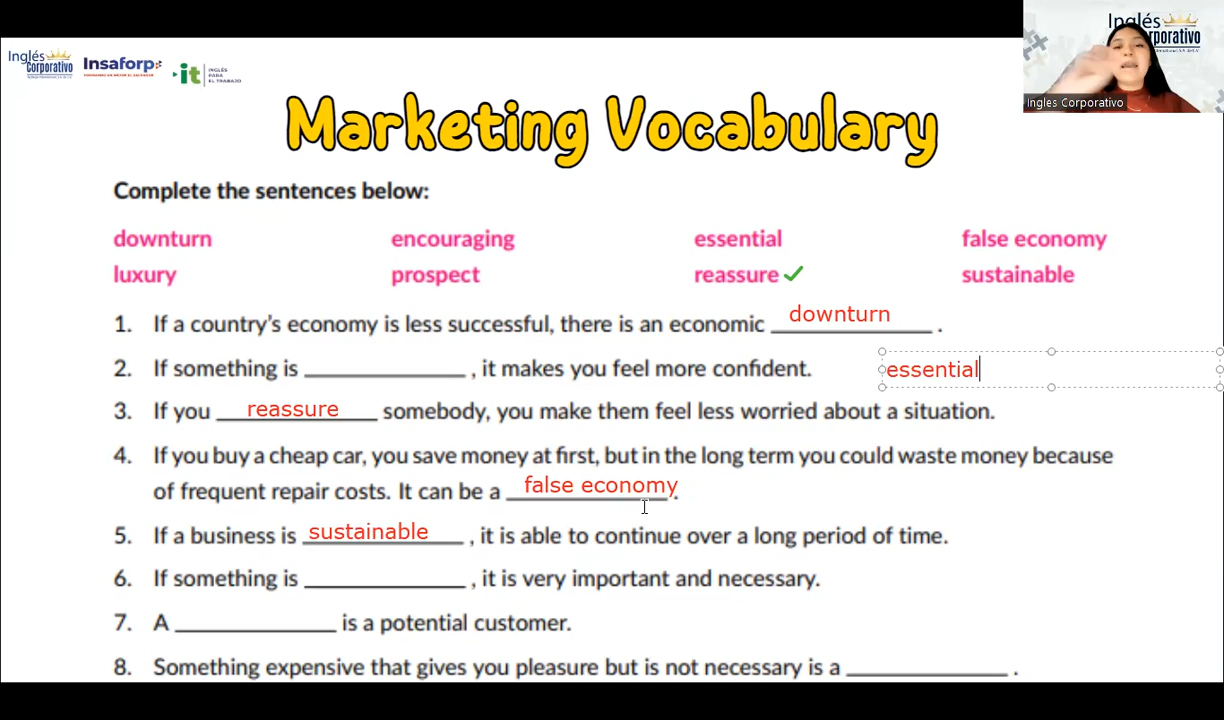 Inglés
Corporativo
Insaforp
it INGLÉS PARA EL TRABAJO
Inglés
Corporativo
Ingles Corporativo
Marketing Vocabulary
Complete the sentences below:
downturn encouraging essential false economy
luxury prospect reassure sustainable
1. If a country's economy is less successful, there is an economic downturn .
2. If something is ______________ , it makes you feel more confident. essential
3. If you reassure somebody, you make them feel less worried about a situation.
4. If you buy a cheap car, you save money at first, but in the long term you could waste money because
of frequent repair costs. It can be a false economy .
5. If a business is sustainable , it is able to continue over a long period of time.
6. If something is ______________ , it is very important and necessary.
7. A ______________ is a potential customer.
8. Something expensive that gives you pleasure but is not necessary is a ______________ .